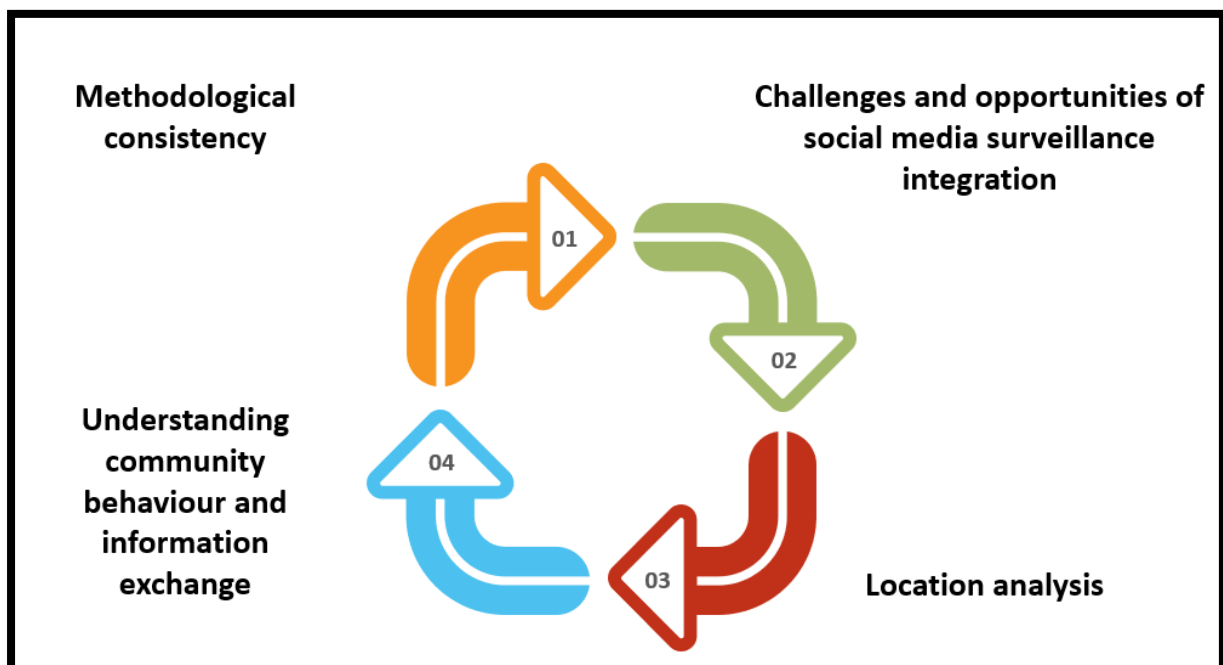 Methodological
consistency
Challenges and opportunities of
social media surveillance
integration
01
02
Understanding
community
behaviour and
information
exchange
04
03
Location analysis